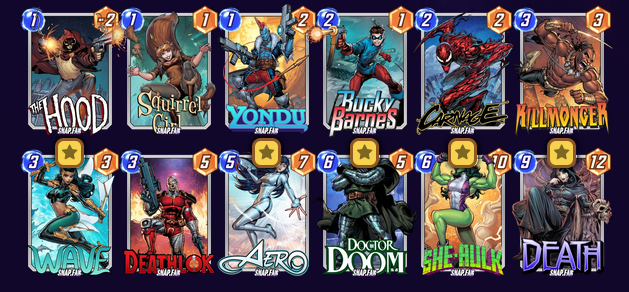 1 -2 1 1 1 2 2 1 2 2 3 3
THE HOOD Squirrel Girl YONDU Bucky Barnes CARNAGE KILLMONGER
SNAP.FAN SNAP.FAN SNAP.FAN SNAP.FAN SNAP.FAN SNAP.FAN
3 3 3 5 5 7 6 5 6 10 9 12
WAVE DEATHLOK AERO DOCTOR DOOM SHE-HULK DEATH
SNAP.FAN SNAP.FAN SNAP.FAN SNAP.FAN SNAP.FAN SNAP.FAN